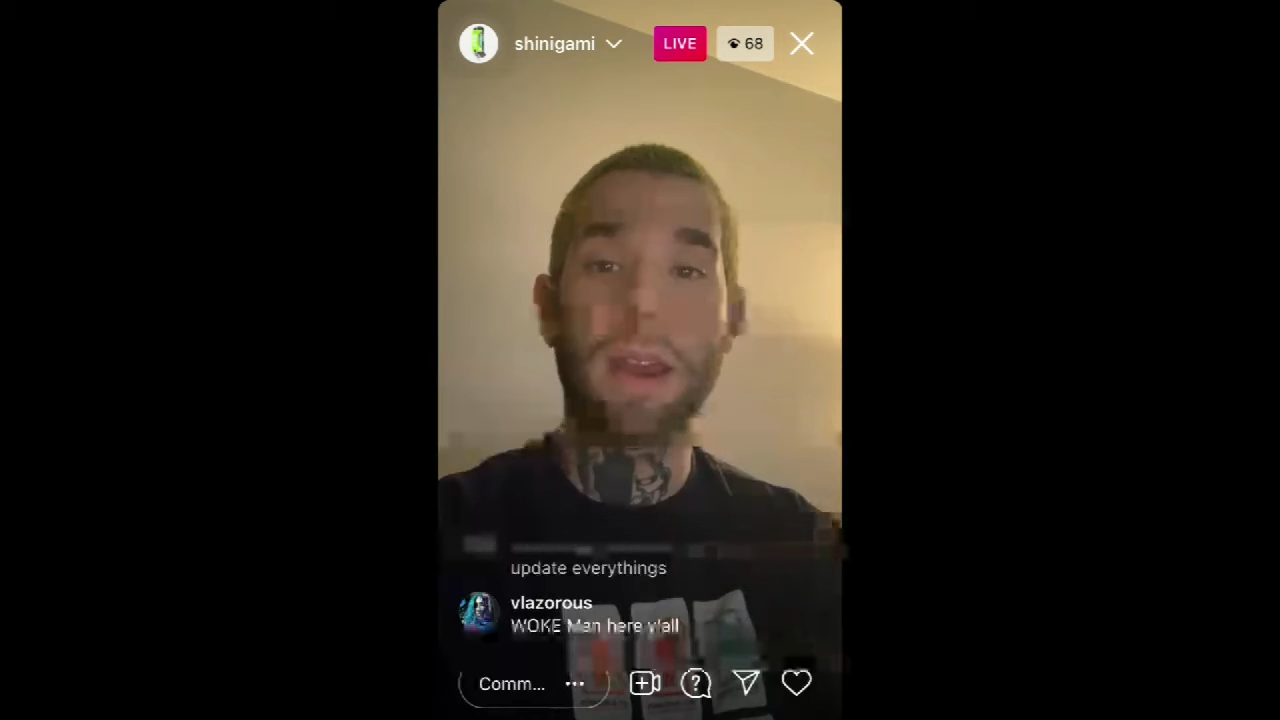 shinigami
LIVE
68
update everythings
vlazorous
WOKE Man here y'all
Comm...